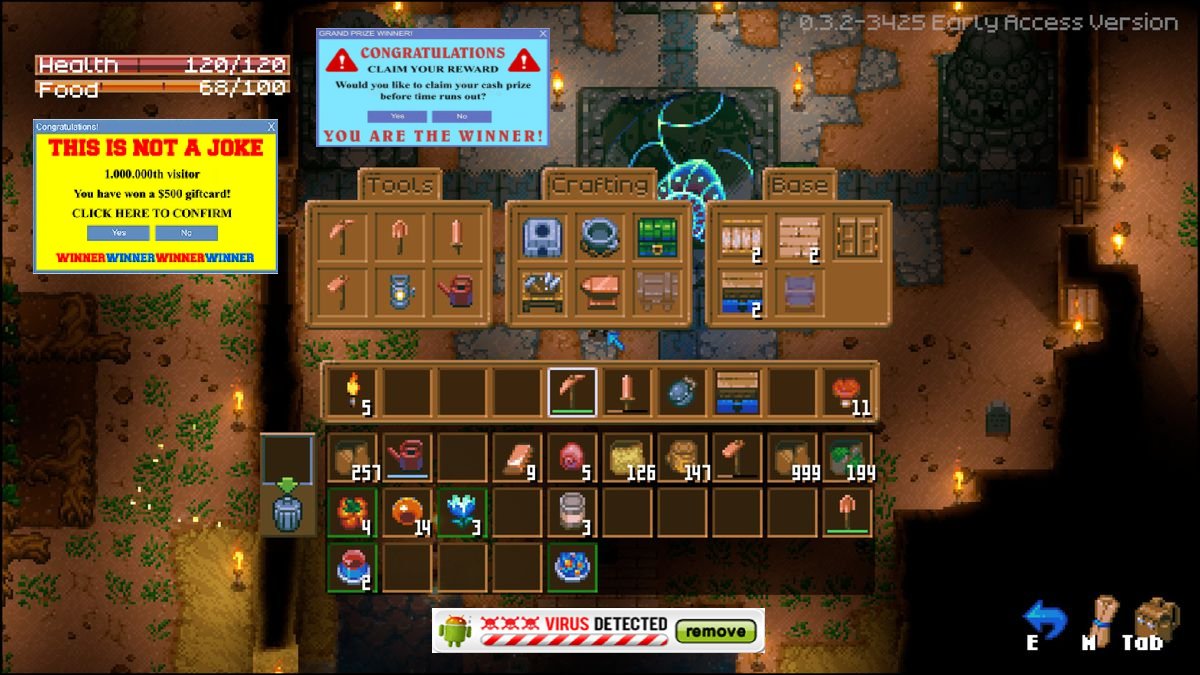 0.3.2-3425 Early Access Version
Health 120/120
Food 68/100
GRAND PRIZE WINNER! X
CONGRATULATIONS
CLAIM YOUR REWARD
Would you like to claim your cash prize
before time runs out?
Yes No
YOU ARE THE WINNER!
Congratulations! X
THIS IS NOT A JOKE
1.000.000th visitor
You have won a $500 giftcard!
CLICK HERE TO CONFIRM
Yes No
WINNERWINNERWINNERWINNER
Tools Crafting Base
2 2
2
5 11
257 9 5 126 147 999 194
4 14 3 3
2
VIRUS DETECTED
remove
E M Tab